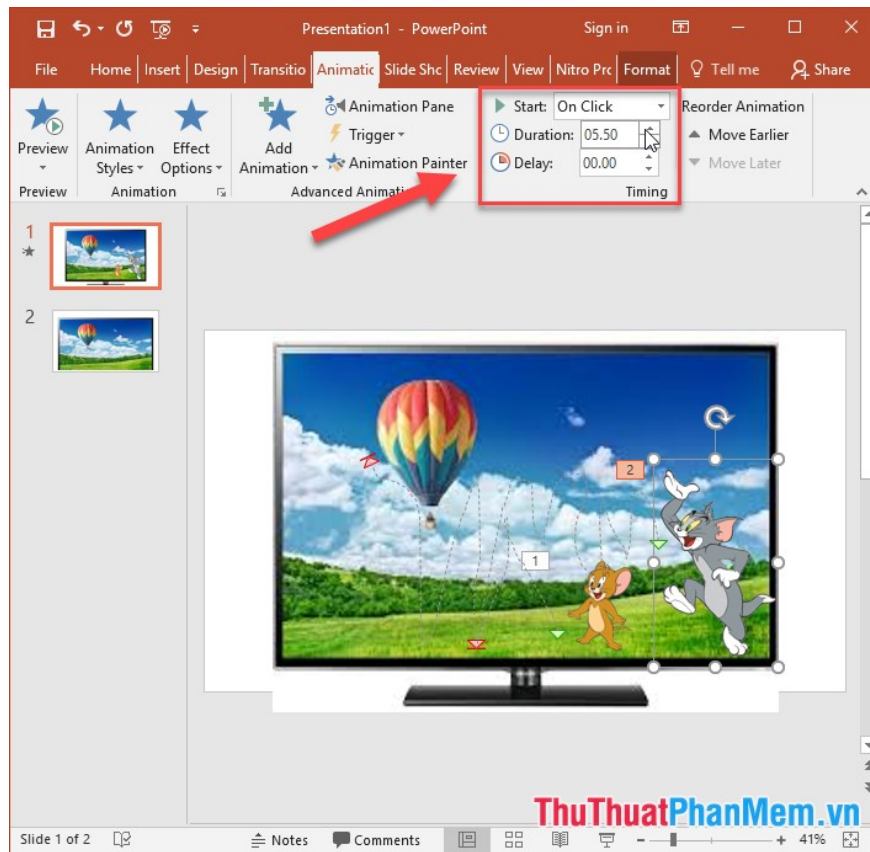 Presentation1 - PowerPoint
Sign in
File Home Insert Design Transitio Animatic Slide Shc Review View Nitro Prc Format Tell me Share
Preview
Animation Styles
Effect Options
Add Animation
Animation Pane
Trigger
Animation Painter
Start: On Click
Duration: 05.50
Delay: 00.00
Reorder Animation
Move Earlier
Move Later
Preview
Animation
Advanced Animati
Timing
1
2
2
1
ThuThuatPhanMem.vn
Slide 1 of 2
Notes
Comments
41%